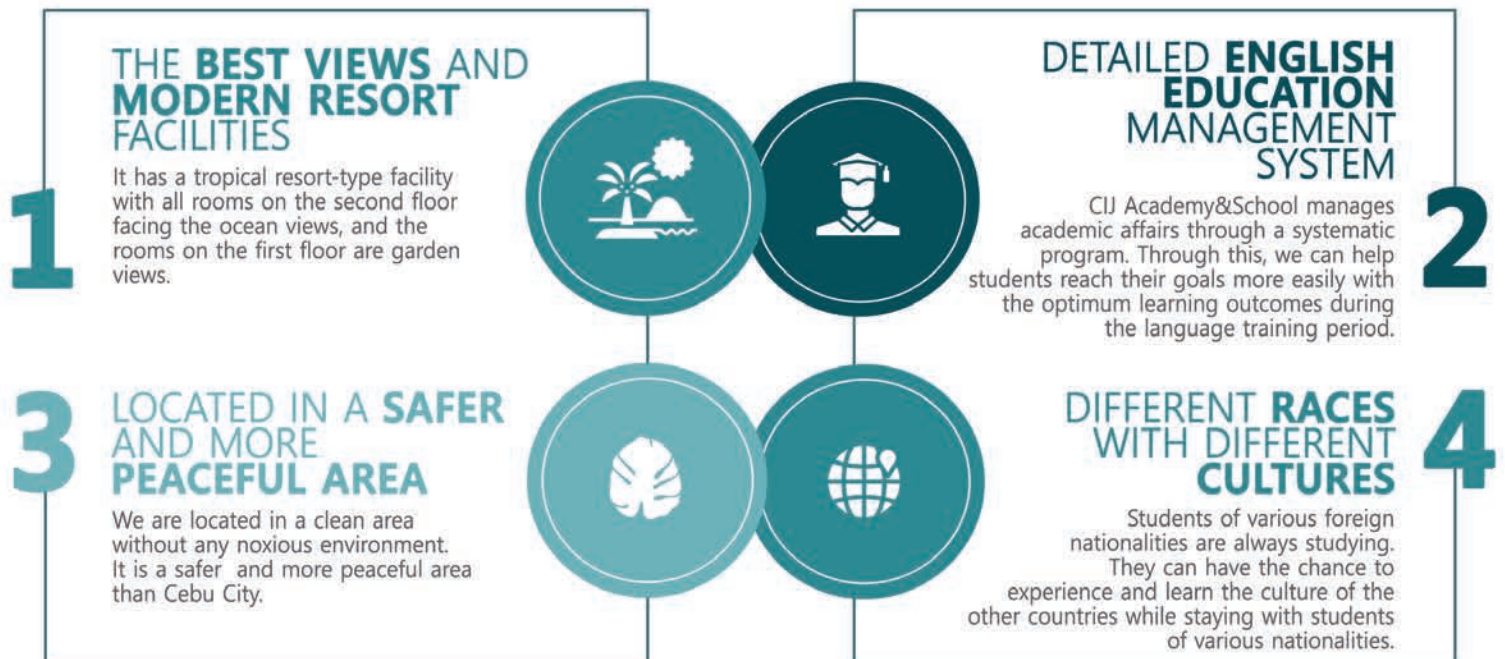 1
THE BEST VIEWS AND
MODERN RESORT
FACILITIES
It has a tropical resort-type facility
with all rooms on the second floor
facing the ocean views, and the
rooms on the first floor are garden
views.
2
DETAILED ENGLISH
EDUCATION
MANAGEMENT
SYSTEM
CIJ Academy&School manages
academic affairs through a systematic
program. Through this, we can help
students reach their goals more easily with
the optimum learning outcomes during
the language training period.
3
LOCATED IN A SAFER
AND MORE
PEACEFUL AREA
We are located in a clean area
without any noxious environment.
It is a safer and more peaceful area
than Cebu City.
4
DIFFERENT RACES
WITH DIFFERENT
CULTURES
Students of various foreign
nationalities are always studying.
They can have the chance to
experience and learn the culture of the
other countries while staying with students
of various nationalities.